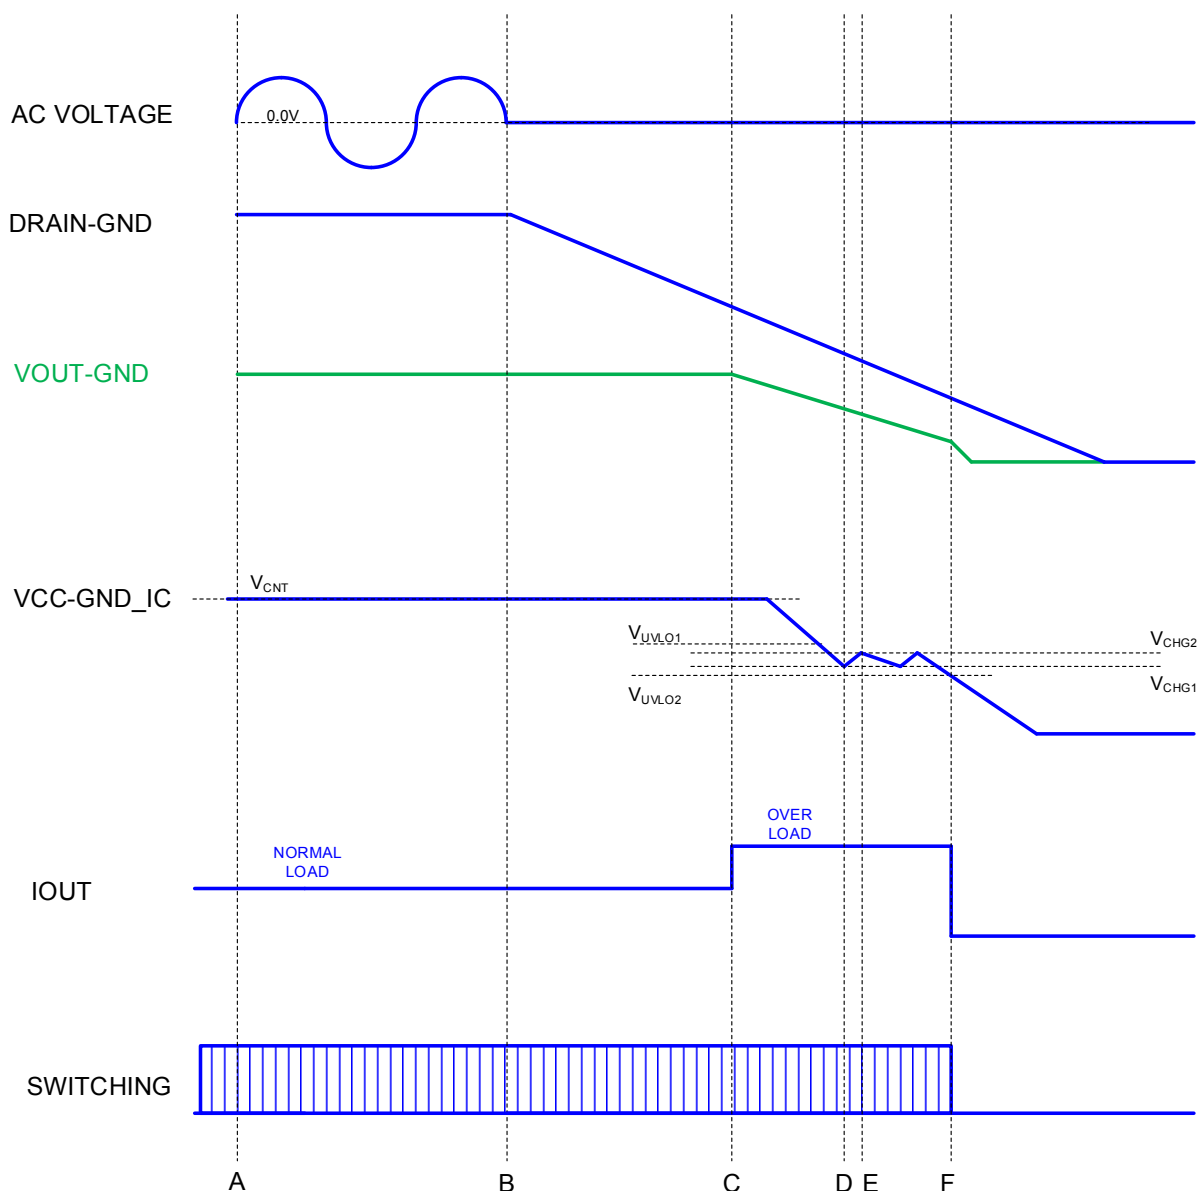 AC VOLTAGE
0.0V
DRAIN-GND
VOUT-GND
VCC-GND_IC
VCNT
VUVLO1
VCHG2
VUVLO2
VCHG1
OVER
LOAD
NORMAL
LOAD
IOUT
SWITCHING
A B C D E F